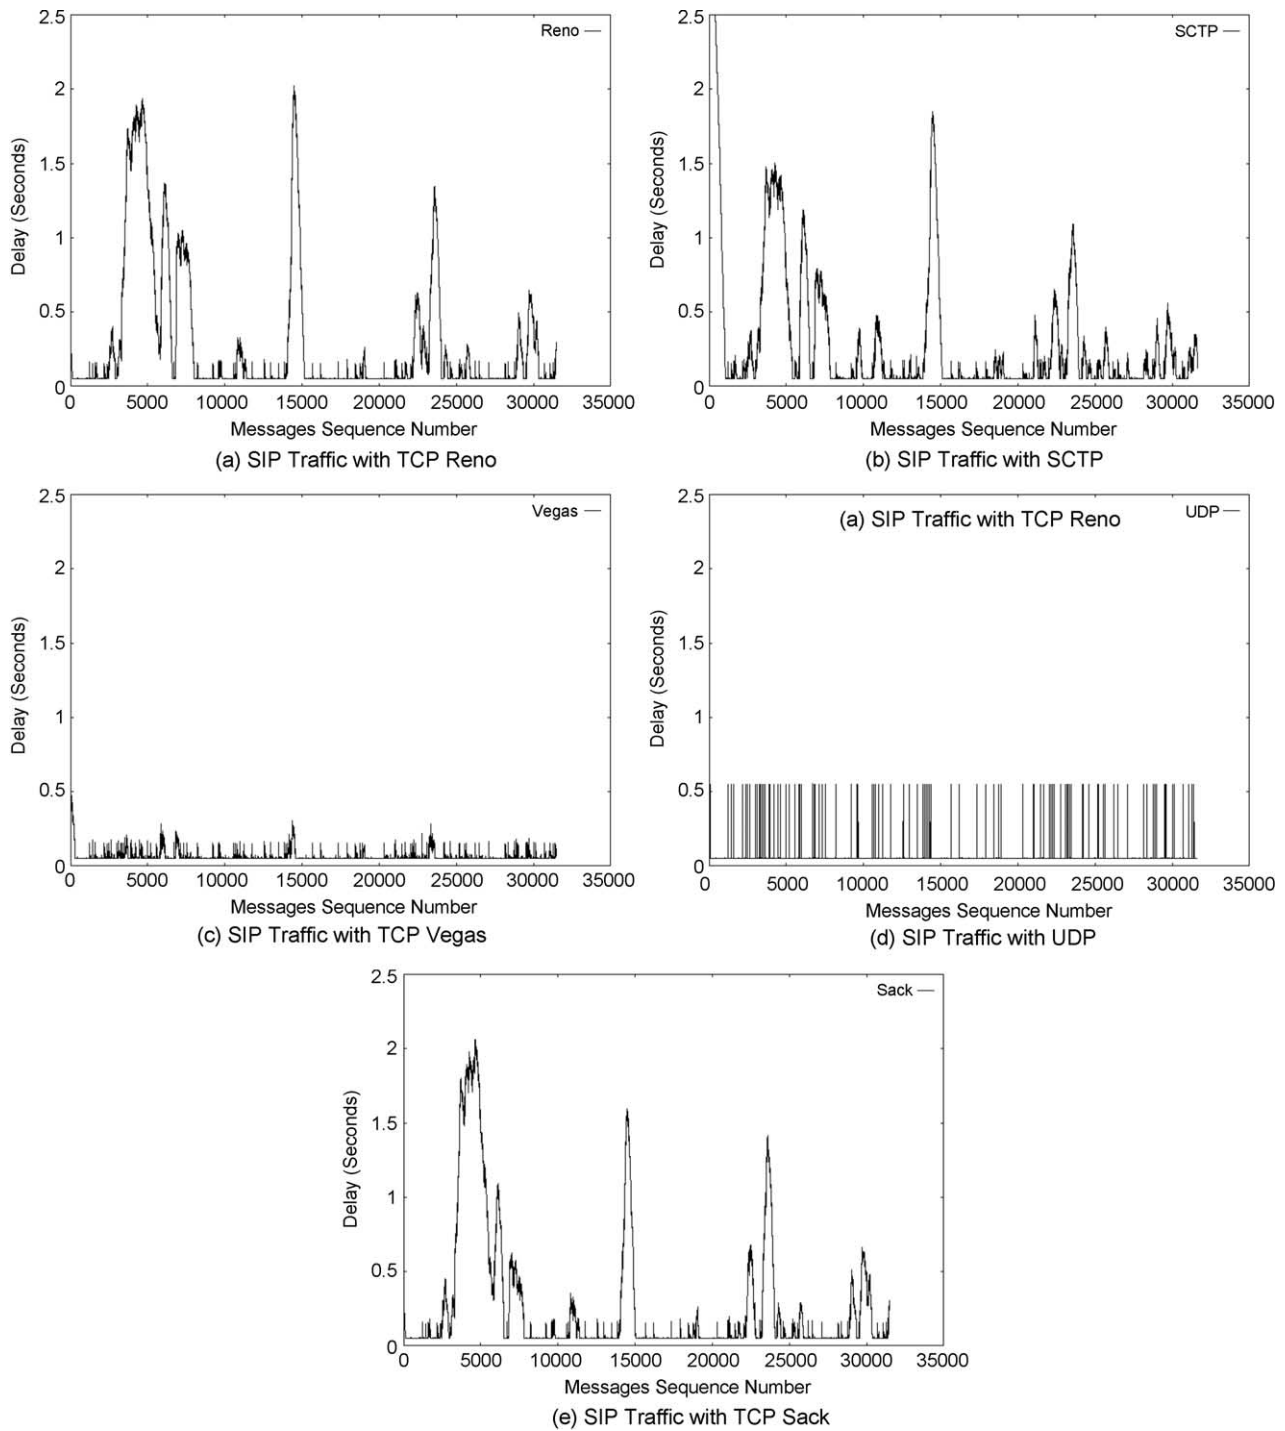 2.5
Reno
2
1.5
1
0.5
0
Delay (Seconds)
0 5000 10000 15000 20000 25000 30000 35000
Messages Sequence Number
(a) SIP Traffic with TCP Reno
2.5
SCTP
2
1.5
1
0.5
0
Delay (Seconds)
0 5000 10000 15000 20000 25000 30000 35000
Messages Sequence Number
(b) SIP Traffic with SCTP
2.5
Vegas
2
1.5
1
0.5
0
Delay (Seconds)
0 5000 10000 15000 20000 25000 30000 35000
Messages Sequence Number
(c) SIP Traffic with TCP Vegas
2.5
(a) SIP Traffic with TCP Reno
UDP
2
1.5
1
0.5
0
Delay (Seconds)
0 5000 10000 15000 20000 25000 30000 35000
Messages Sequence Number
(d) SIP Traffic with UDP
2.5
Sack
2
1.5
1
0.5
0
Delay (Seconds)
0 5000 10000 15000 20000 25000 30000 35000
Messages Sequence Number
(e) SIP Traffic with TCP Sack